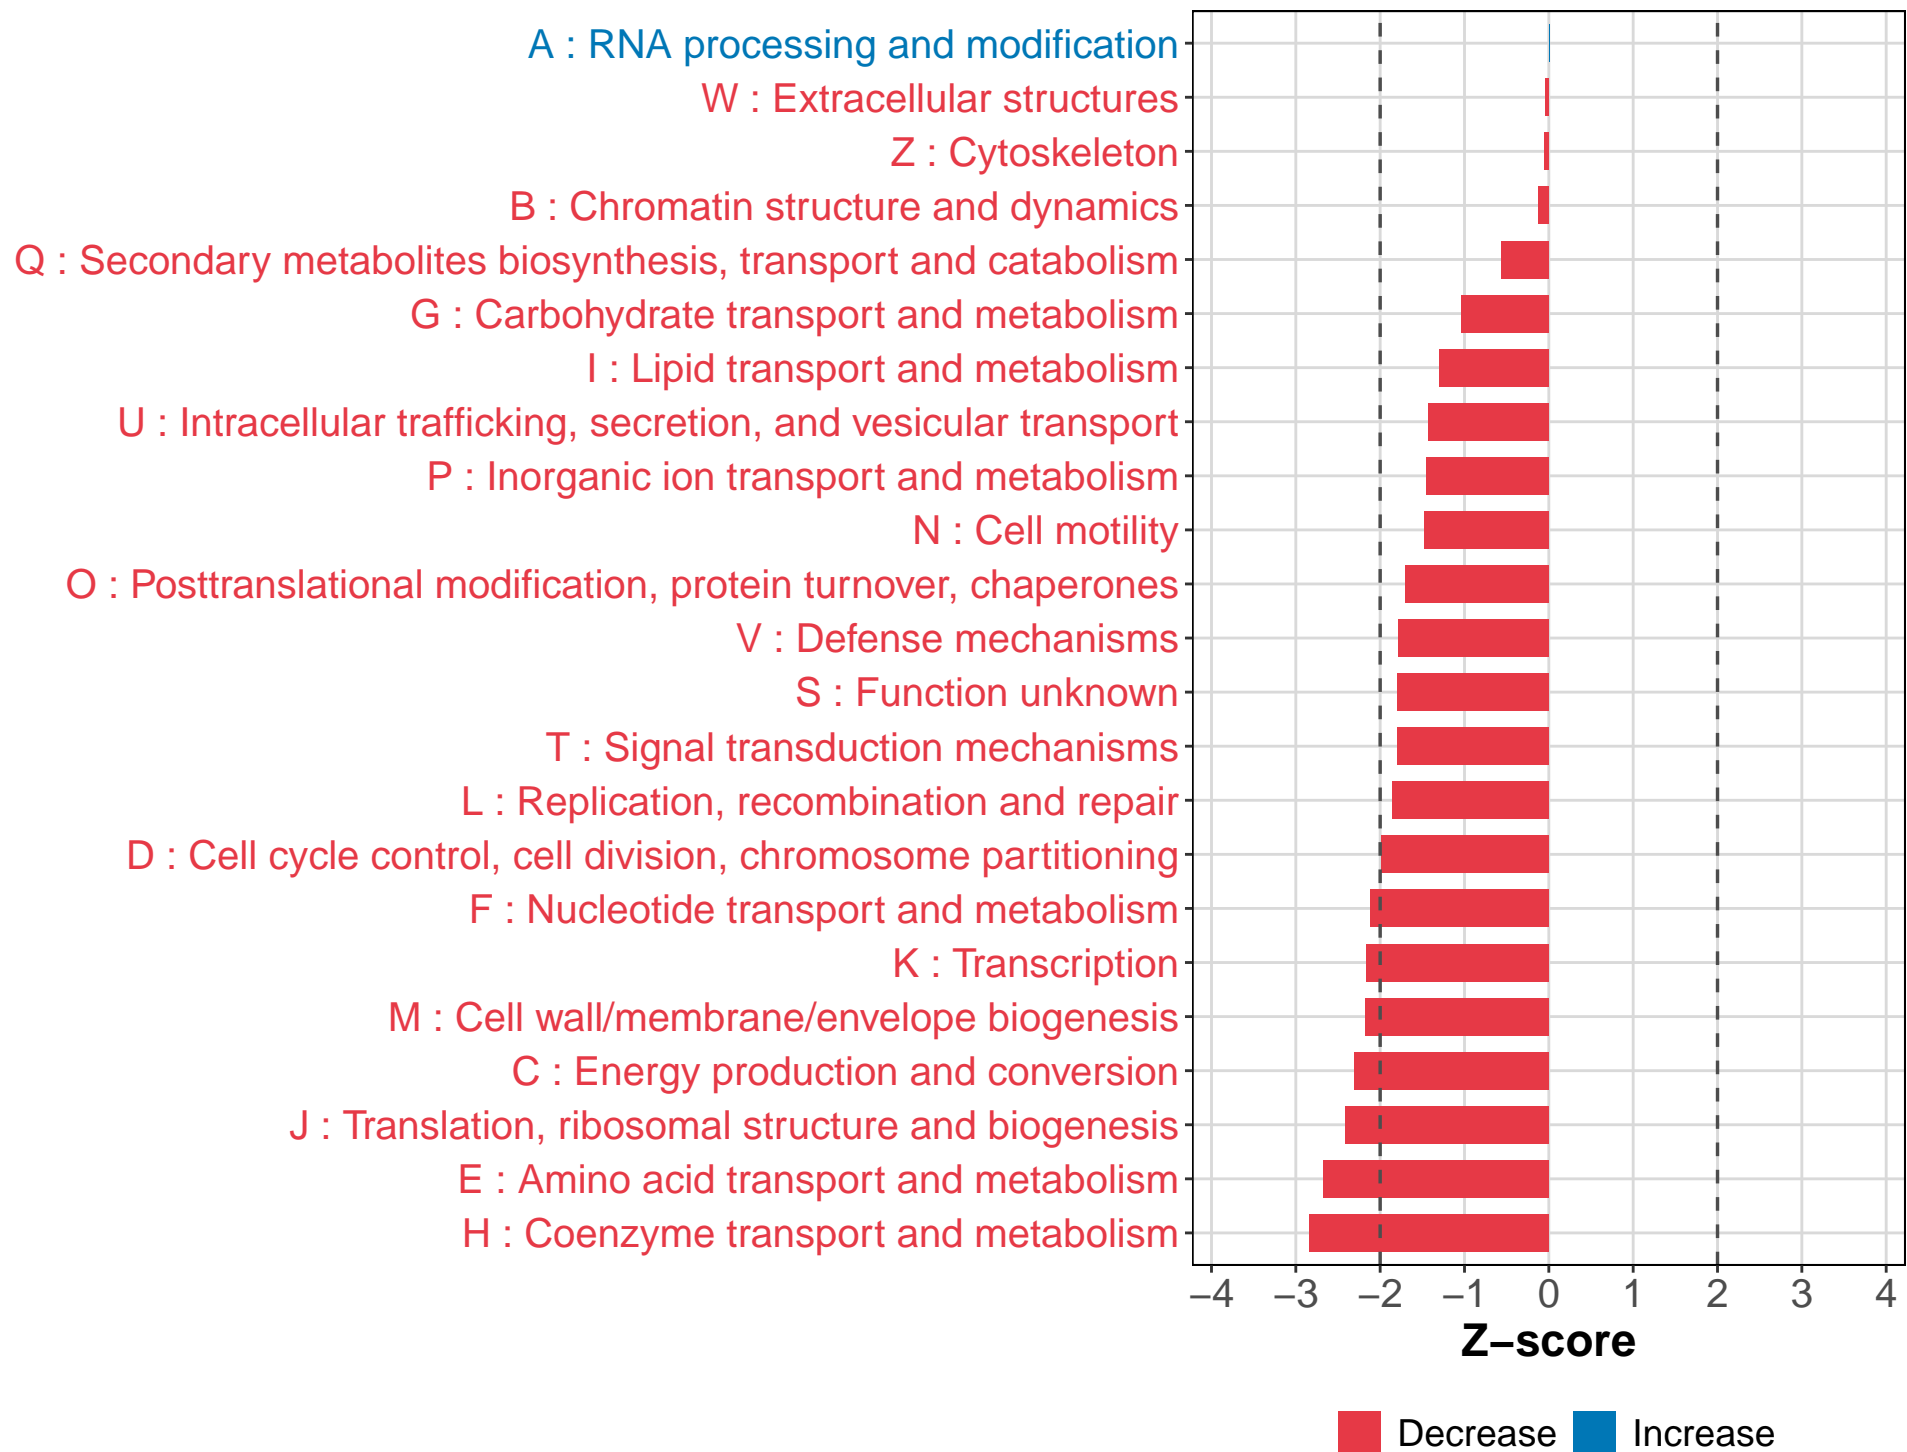 A : RNA processing and modification
W : Extracellular structures
Z : Cytoskeleton
B : Chromatin structure and dynamics
Q : Secondary metabolites biosynthesis, transport and catabolism
G : Carbohydrate transport and metabolism
I : Lipid transport and metabolism
U : Intracellular trafficking, secretion, and vesicular transport
P : Inorganic ion transport and metabolism
N : Cell motility
O : Posttranslational modification, protein turnover, chaperones
V : Defense mechanisms
S : Function unknown
T : Signal transduction mechanisms
L : Replication, recombination and repair
D : Cell cycle control, cell division, chromosome partitioning
F : Nucleotide transport and metabolism
K : Transcription
M : Cell wall/membrane/envelope biogenesis
C : Energy production and conversion
J : Translation, ribosomal structure and biogenesis
E : Amino acid transport and metabolism
H : Coenzyme transport and metabolism
−4 −3 −2 −1 0 1 2 3 4
Z−score
Decrease Increase